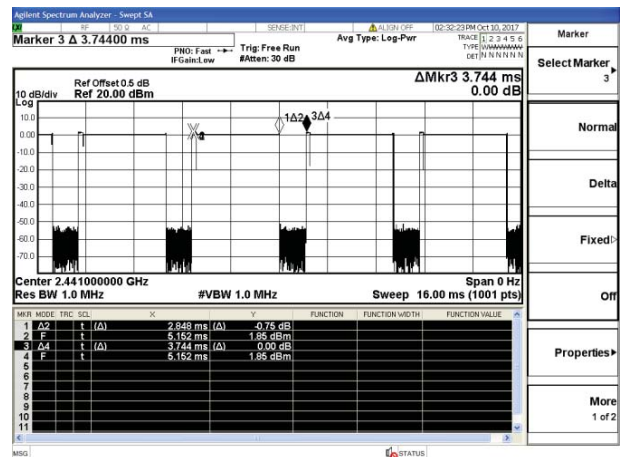 Agilent Spectrum Analyzer - Swept SA
RF 50 Ω AC SENSE:INT ALIGN OFF 02:32:23 PM Oct 10, 2017
Marker 3 Δ 3.74400 ms
PNO: Fast
IFGain:Low
Trig: Free Run
#Atten: 30 dB
Avg Type: Log-Pwr
TRACE 1 2 3 4 5 6
TYPE WWWWWW
DET N N N N N N
ΔMkr3 3.744 ms
0.00 dB
Ref Offset 0.5 dB
10 dB/div Ref 20.00 dBm
Log
10.0
0.00
-10.0
-20.0
-30.0
-40.0
-50.0
-60.0
-70.0
1Δ2 3Δ4
Center 2.441000000 GHz Span 0 Hz
Res BW 1.0 MHz #VBW 1.0 MHz Sweep 16.00 ms (1001 pts)
MKR MODE TRC SCL X Y FUNCTION FUNCTION WIDTH FUNCTION VALUE
1 Δ2 t (Δ) 2.848 ms (Δ) -0.75 dB
2 F t 5.152 ms 1.85 dBm
3 Δ4 t (Δ) 3.744 ms (Δ) 0.00 dB
4 F t 5.152 ms 1.85 dBm
5
6
7
8
9
10
11
MSG STATUS
Marker
Select Marker
3
Normal
Delta
Fixed
Off
Properties
More
1 of 2